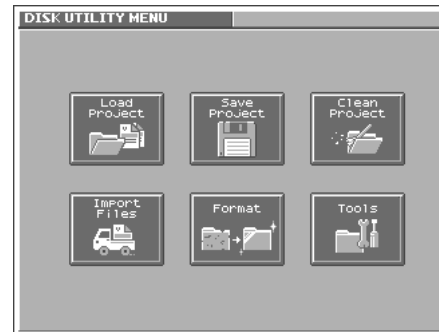 DISK UTILITY MENU
Load
Project
Save
Project
Clean
Project
Import
Files
Format
Tools